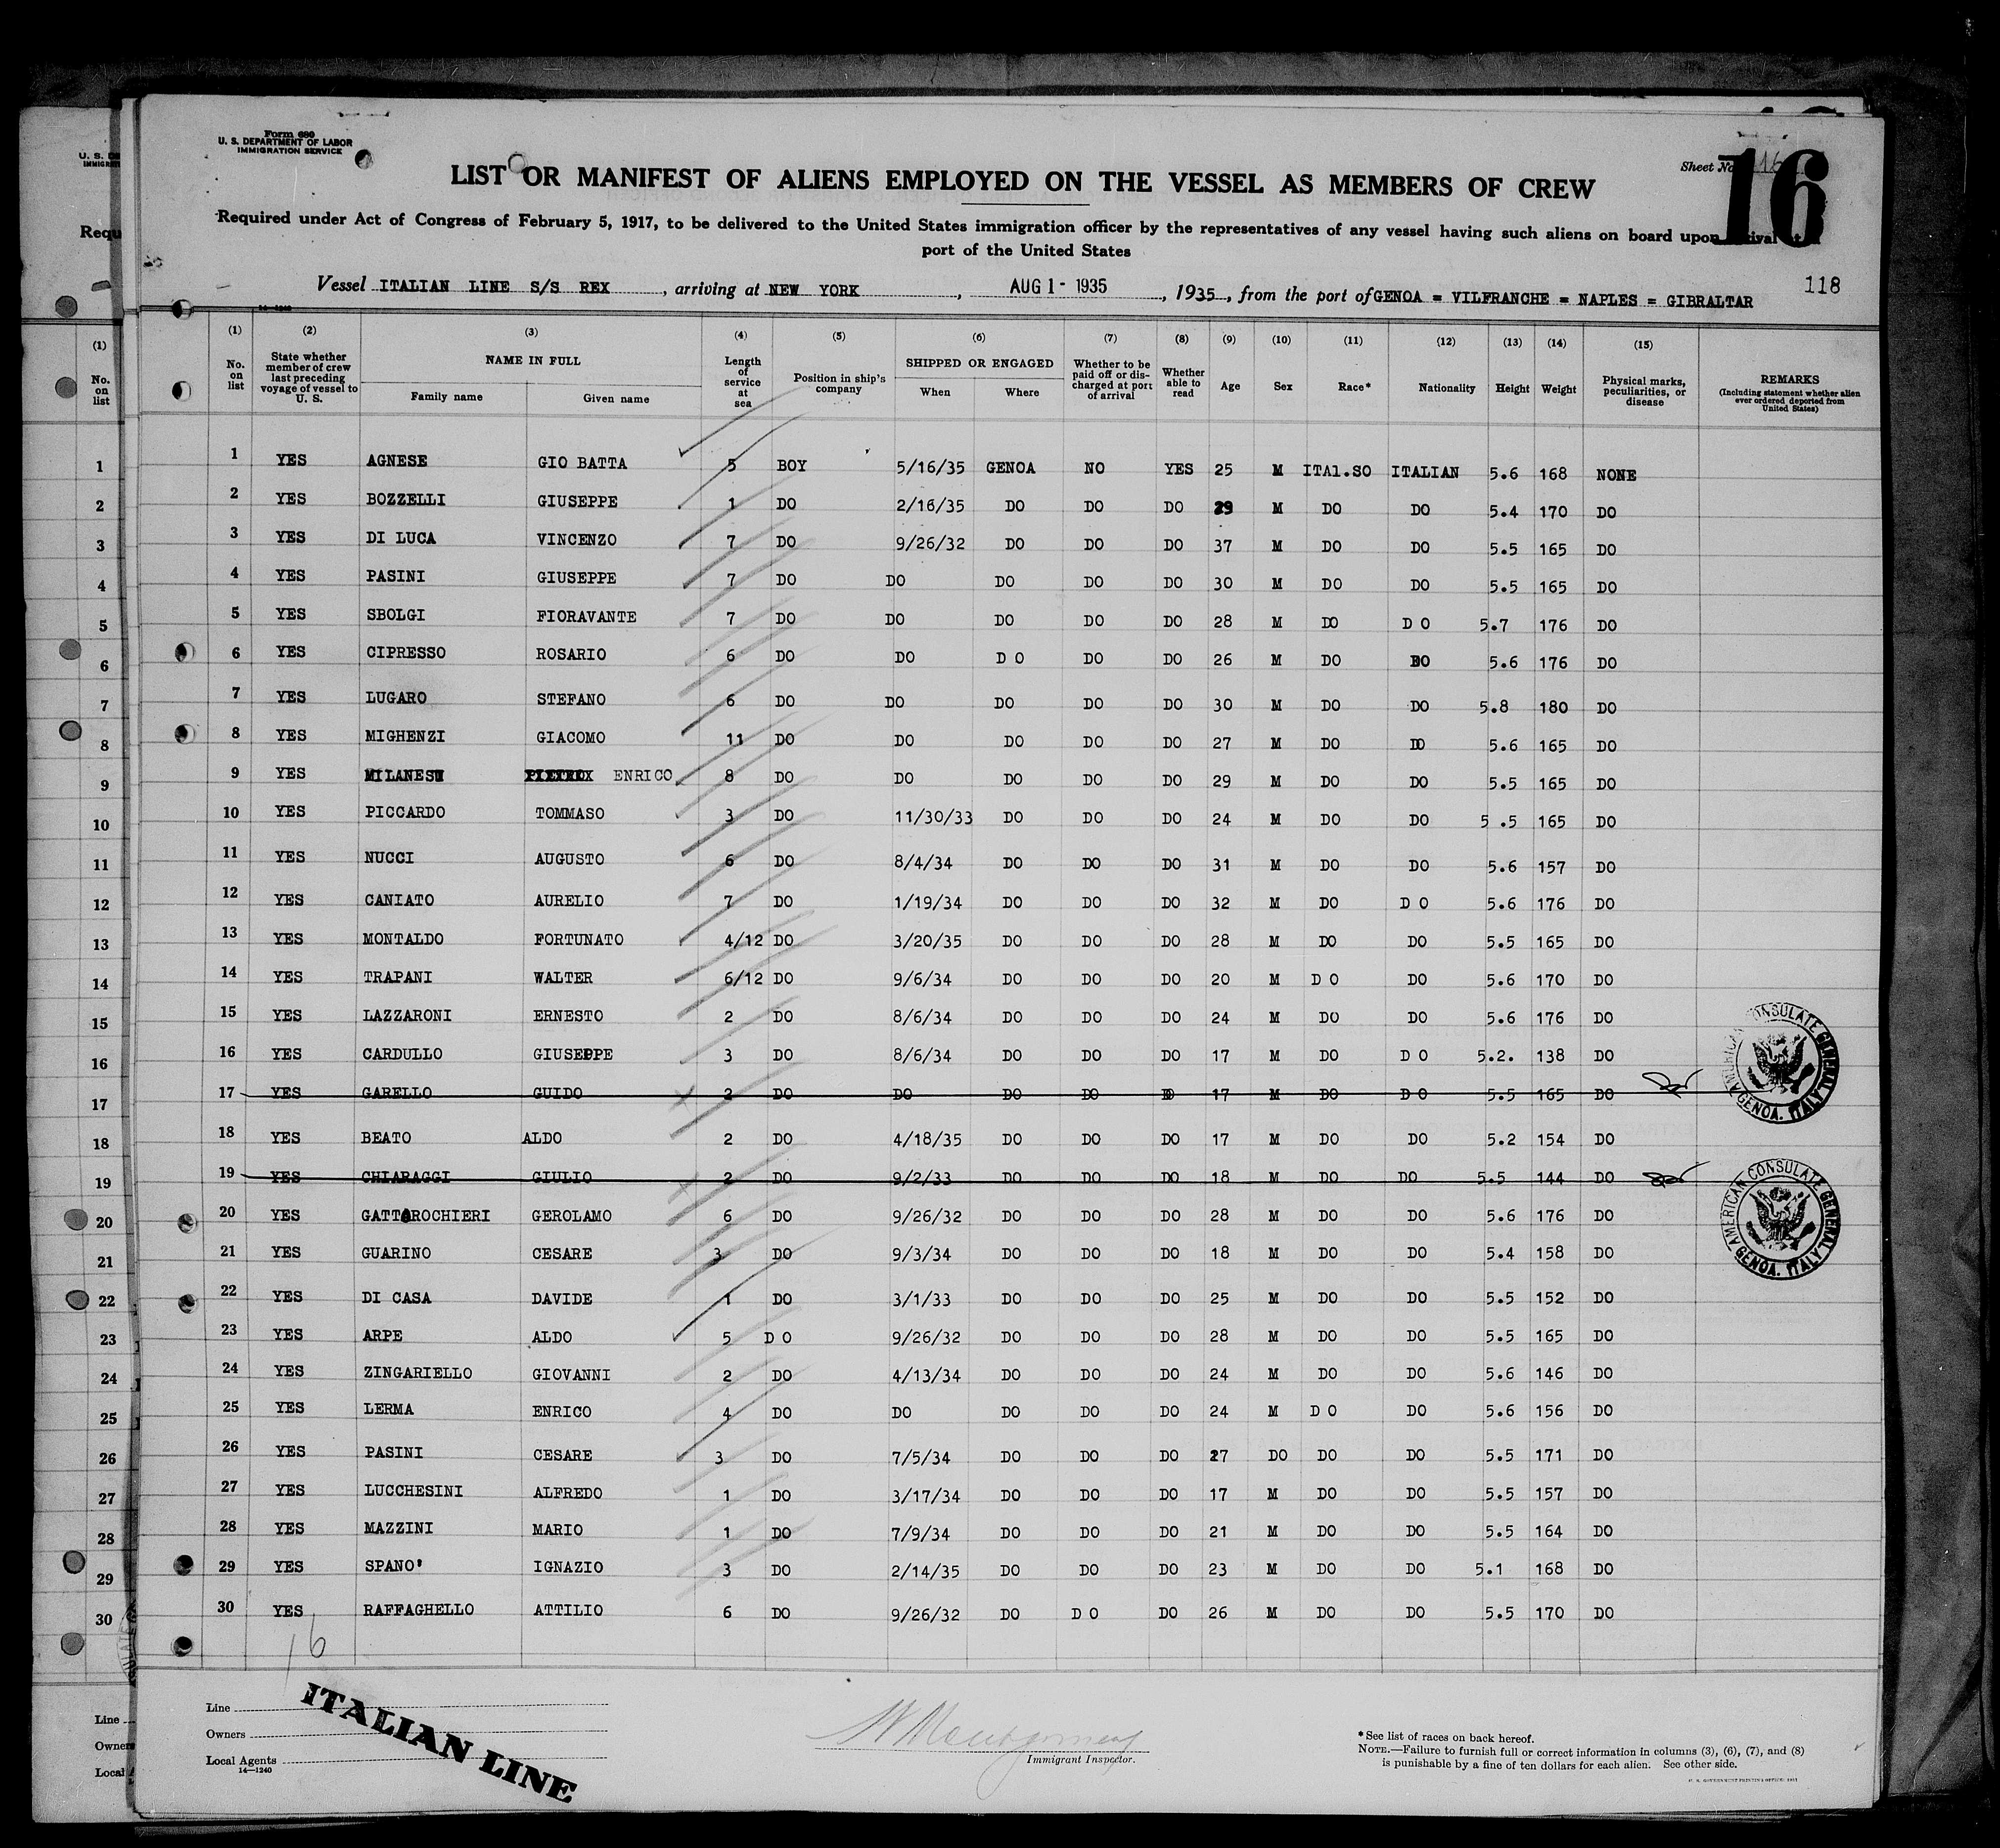 Form 680
U. S. DEPARTMENT OF LABOR
IMMIGRATION SERVICE
Sheet No. 16
16
LIST OR MANIFEST OF ALIENS EMPLOYED ON THE VESSEL AS MEMBERS OF CREW
Required under Act of Congress of February 5, 1917, to be delivered to the United States immigration officer by the representatives of any vessel having such aliens on board upon arrival at a
port of the United States
Vessel ITALIAN LINE S/S REX, arriving at NEW YORK, AUG 1 - 1935, 1935, from the port of GENOA = VILFRANCHE = NAPLES = GIBRALTAR
118
14-1240
(1) (2) (3) (4) (5) (6) (7) (8) (9) (10) (11) (12) (13) (14) (15)
No. on list | State whether member of crew last preceding voyage of vessel to U. S. | NAME IN FULL | Family name | Given name | Length of service at sea | Position in ship's company | SHIPPED OR ENGAGED | When | Where | Whether to be paid off or discharged at port of arrival | Whether able to read | Age | Sex | Race* | Nationality | Height | Weight | Physical marks, peculiarities, or disease | REMARKS (Including statement whether alien ever ordered deported from United States)
1 YES AGNESE GIO BATTA 5 BOY 5/16/35 GENOA NO YES 25 M ITAl.SO ITALIAN 5.6 168 NONE
2 YES BOZZELLI GIUSEPPE 1 DO 2/16/35 DO DO DO 29 M DO DO 5.4 170 DO
3 YES DI LUCA VINCENZO 7 DO 9/26/32 DO DO DO 37 M DO DO 5.5 165 DO
4 YES PASINI GIUSEPPE 7 DO DO DO DO DO 30 M DO DO 5.5 165 DO
5 YES SBOLGI FIORAVANTE 7 DO DO DO DO DO 28 M DO D O 5.7 176 DO
6 YES CIPRESSO ROSARIO 6 DO DO D O DO DO 26 M DO DO 5.6 176 DO
7 YES LUGARO STEFANO 6 DO DO DO DO DO 30 M DO DO 5.8 180 DO
8 YES MIGHENZI GIACOMO 11 DO DO DO DO DO 27 M DO DO 5.6 165 DO
9 YES MILANESI ENRICO 8 DO DO DO DO DO 29 M DO DO 5.5 165 DO
10 YES PICCARDO TOMMASO 3 DO 11/30/33 DO DO DO 24 M DO DO 5 .5 165 DO
11 YES NUCCI AUGUSTO 6 DO 8/4/34 DO DO DO 31 M DO DO 5.6 157 DO
12 YES CANIATO AURELIO 7 DO 1/19/34 DO DO DO 32 M DO D O 5.6 176 DO
13 YES MONTALDO FORTUNATO 4/12 DO 3/20/35 DO DO DO 28 M DO DO 5.5 165 DO
14 YES TRAPANI WALTER 6/12 DO 9/6/34 DO DO DO 20 M D O DO 5.6 170 DO
15 YES LAZZARONI ERNESTO 2 DO 8/6/34 DO DO DO 24 M DO DO 5.6 176 DO
16 YES CARDULLO GIUSEPPE 3 DO 8/6/34 DO DO DO 17 M DO D O 5.2. 138 DO
17 YES GARELLO GUIDO 2 DO DO DO DO D 17 M DO D O 5.5 165 DO
18 YES BEATO ALDO 2 DO 4/18/35 DO DO DO 17 M DO DO 5.2 154 DO
19 YES CHIARAGGI GIULIO 2 DO 9/2/33 DO DO DO 18 M DO DO 5.5 144 DO
20 YES GATTOROCHIERI GEROLAMO 6 DO 9/26/32 DO DO DO 28 M DO DO 5.6 176 DO
21 YES GUARINO CESARE 3 DO 9/3/34 DO DO DO 18 M DO DO 5.4 158 DO
22 YES DI CASA DAVIDE 1 DO 3/1/33 DO DO DO 25 M DO DO 5.5 152 DO
23 YES ARPE ALDO 5 D O 9/26/32 DO DO DO 28 M DO DO 5.5 165 DO
24 YES ZINGARIELLO GIOVANNI 2 DO 4/13/34 DO DO DO 24 M DO DO 5.6 146 DO
25 YES LERMA ENRICO 4 DO DO DO DO DO 24 M D O DO 5.6 156 DO
26 YES PASINI CESARE 3 DO 7/5/34 DO DO DO 27 DO DO DO 5.5 171 DO
27 YES LUCCHESINI ALFREDO 1 DO 3/17/34 DO DO DO 17 M DO DO 5.5 157 DO
28 YES MAZZINI MARIO 1 DO 7/9/34 DO DO DO 21 M DO DO 5.5 164 DO
29 YES SPANO' IGNAZIO 3 DO 2/14/35 DO DO DO 23 M DO DO 5.1 168 DO
30 YES RAFFAGHELLO ATTILIO 6 DO 9/26/32 DO D O DO 26 M DO DO 5.5 170 DO
AMERICAN CONSULATE GENERAL GENOA. ITALY
AMERICAN CONSULATE GENERAL GENOA. ITALY
16
Line
Owners
Local Agents
14-1240
ITALIAN LINE
N Montgomery
Immigrant Inspector.
*See list of races on back hereof.
NOTE.—Failure to furnish full or correct information in columns (3), (6), (7), and (8)
is punishable by a fine of ten dollars for each alien. See other side.